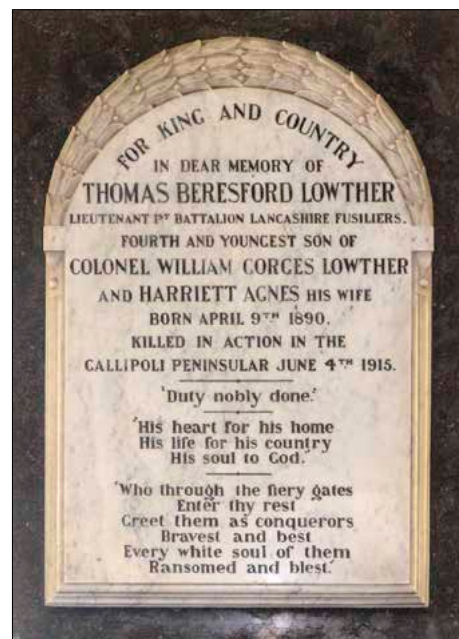 FOR KING AND COUNTRY
IN DEAR MEMORY OF
THOMAS BERESFORD LOWTHER
LIEUTENANT 1ST BATTALION LANCASHIRE FUSILIERS.
FOURTH AND YOUNGEST SON OF
COLONEL WILLIAM GORGES LOWTHER
AND HARRIETT AGNES HIS WIFE
BORN APRIL 9TH 1890.
KILLED IN ACTION IN THE
GALLIPOLI PENINSULAR JUNE 4TH 1915.
'Duty nobly done.'
"His heart for his home
His life for his country
His soul to God."
'Who through the fiery gates
Enter thy rest
Greet them as conquerors
Bravest and best
Every white soul of them
Ransomed and blest.'